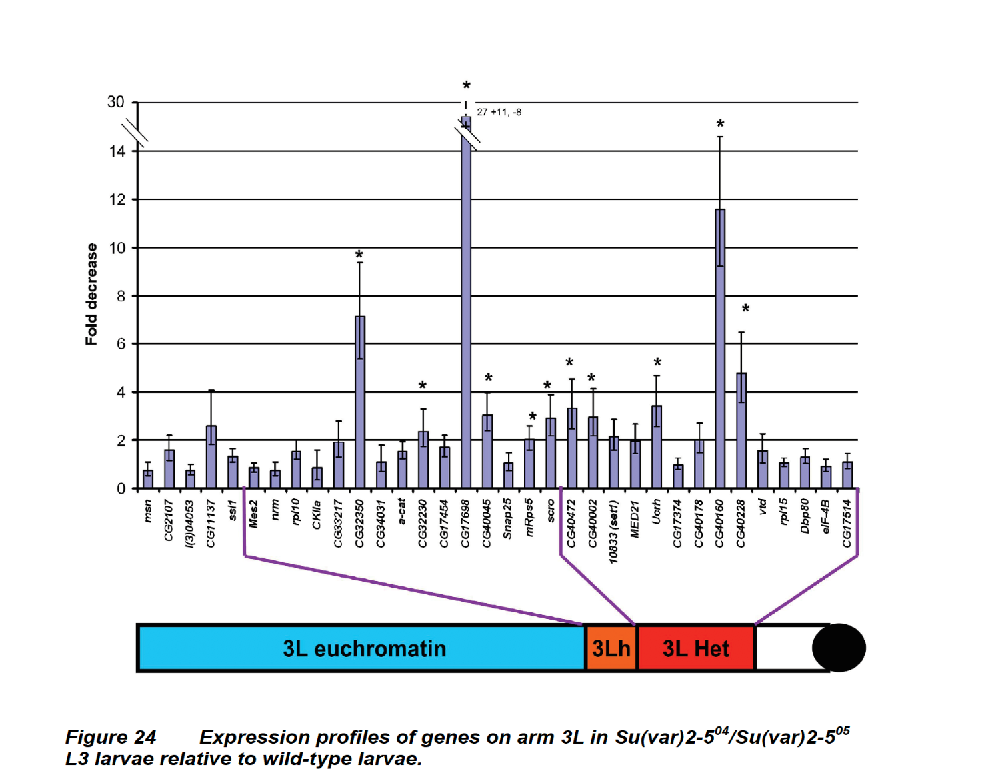 *
30
27 +11, -8
*
14
12
10
*
8
*
6
4
2
0
* * * * * * * *
Fold decrease
msn
CG2107
l(3)04053
CG11137
ssl1
Mes2
nrm
rpl10
CKIIa
CG33217
CG32350
CG34031
a-cat
CG32230
CG17454
CG17698
CG40045
Snap25
mRps5
scro
CG40472
CG40002
10833 (set1)
MED21
Ucrh
CG17374
CG40178
CG40160
CG40228
vtd
rpl15
Dbp80
eIF-4B
CG17514
3L euchromatin
3Lh
3L Het
Figure 24 Expression profiles of genes on arm 3L in Su(var)2-5⁰⁴/Su(var)2-5⁰⁵
L3 larvae relative to wild-type larvae.